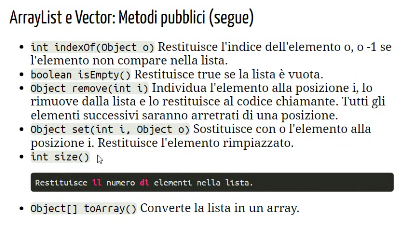 ArrayList e Vector: Metodi pubblici (segue)
• int indexOf(Object o) Restituisce l'indice dell'elemento o, o -1 se
l'elemento non compare nella lista.
• boolean isEmpty() Restituisce true se la lista è vuota.
• Object remove(int i) Individua l'elemento alla posizione i, lo
rimuove dalla lista e lo restituisce al codice chiamante. Tutti gli
elementi successivi saranno arretrati di una posizione.
• Object set(int i, Object o) Sostituisce con o l'elemento alla
posizione i. Restituisce l'elemento rimpiazzato.
• int size()
Restituisce il numero di elementi nella lista.
• Object[] toArray() Converte la lista in un array.